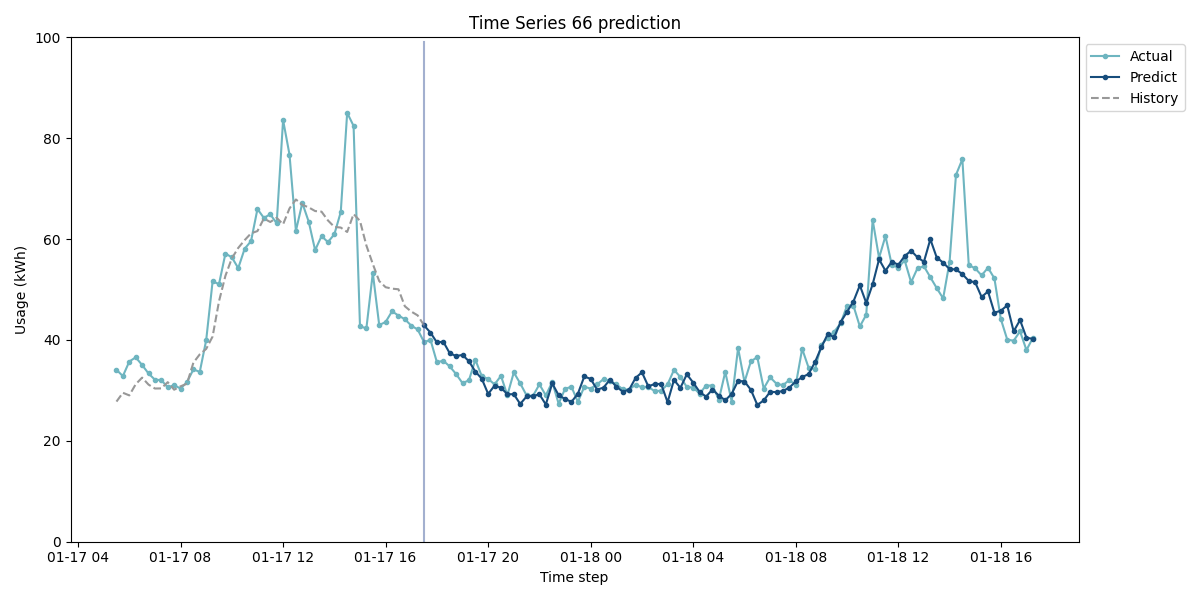 Time Series 66 prediction
Usage (kWh)
100
80
60
40
20
0
01-17 04 01-17 08 01-17 12 01-17 16 01-17 20 01-18 00 01-18 04 01-18 08 01-18 12 01-18 16
Time step
Actual
Predict
History